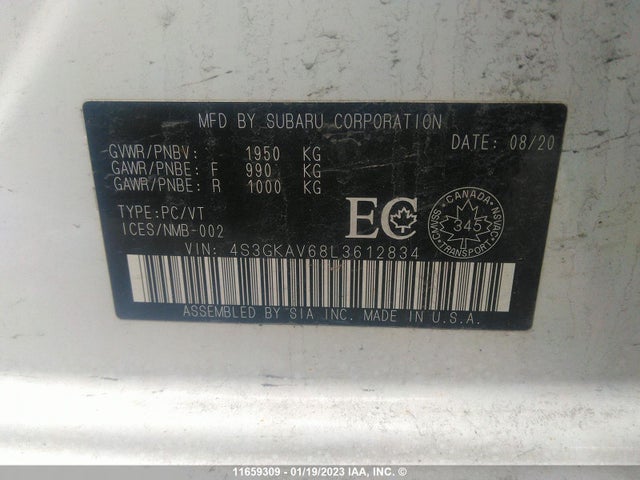 MFD BY SUBARU CORPORATION
DATE: 08/20
GVWR/PNBV: 1950 KG
GAWR/PNBE: F 990 KG
GAWR/PNBE: R 1000 KG
TYPE:PC/VT
ICES/NMB-002
EC
CANADA
CMVSS 345 NSVAC
TRANSPORT
VIN: 4S3GKAV68L3612834
ASSEMBLED BY SIA INC. MADE IN U.S.A.
11659309 - 01/19/2023 IAA, INC. ©